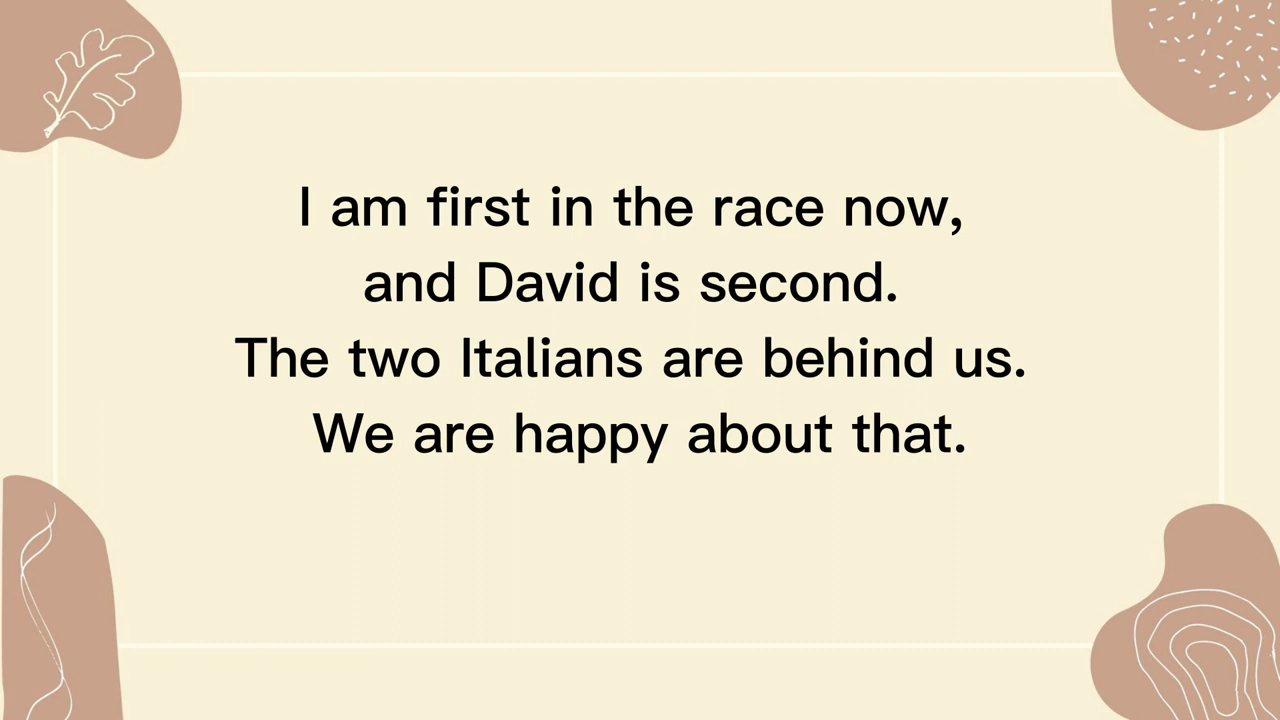 I am first in the race now,
and David is second.
The two Italians are behind us.
We are happy about that.